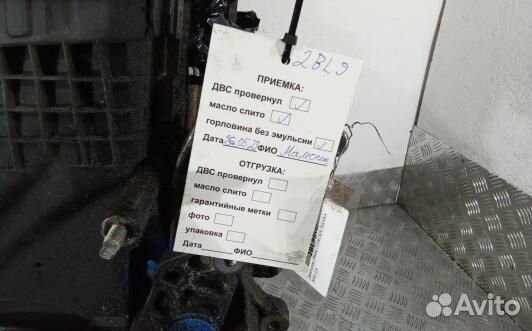 2BL9
ПРИЕМКА:
ДВС провернул
масло слито
горловина без эмульсии
Дата ФИО
ОТГРУЗКА:
ДВС провернул
масло слито
гарантийные метки
фото
упаковка
Дата ФИО
Avito